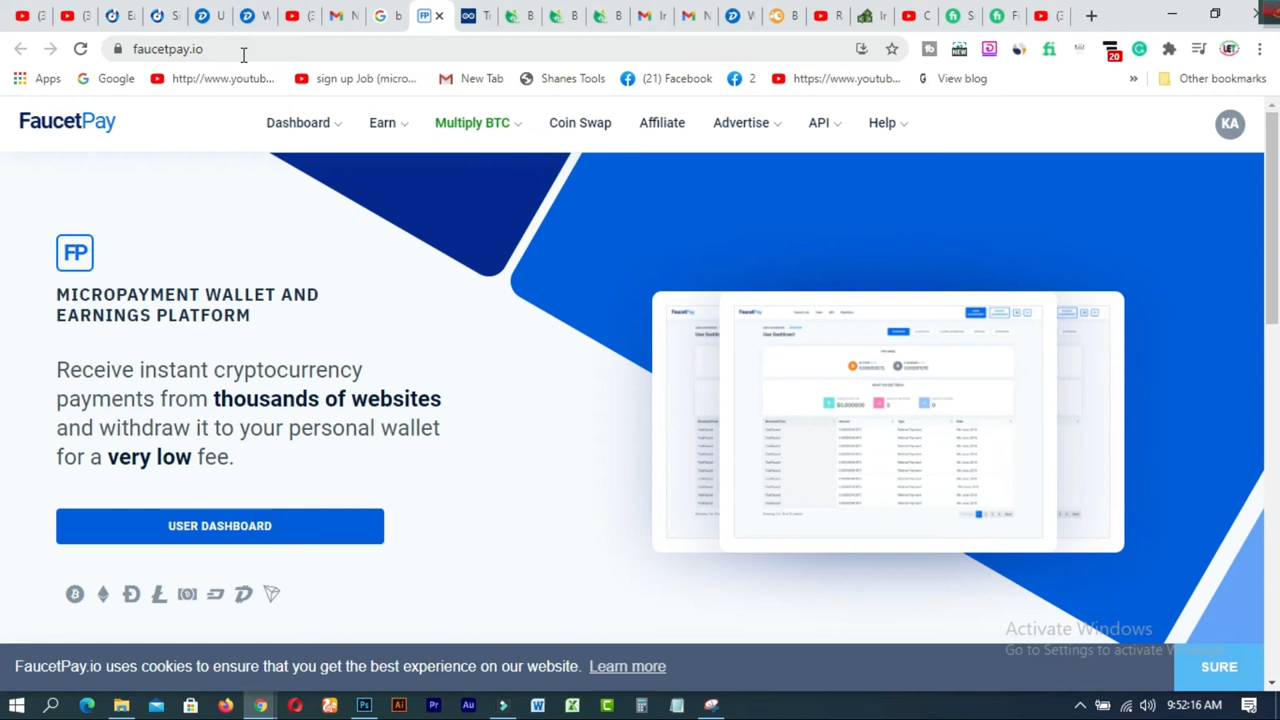 faucetpay.io
Apps
Google
http://www.youtub...
sign up Job (micro...
New Tab
Shanes Tools
(21) Facebook
2
https://www.youtub...
View blog
»
Other bookmarks
NEW
20
FaucetPay
Dashboard
Earn
Multiply BTC
Coin Swap
Affiliate
Advertise
API
Help
KA
FP
MICROPAYMENT WALLET AND
EARNINGS PLATFORM
Receive instant cryptocurrency
payments from thousands of websites
and withdraw it to your personal wallet
for a very low fee.
USER DASHBOARD
Activate Windows
Go to Settings to activate Windows.
FaucetPay.io uses cookies to ensure that you get the best experience on our website. Learn more
SURE
9:52:16 AM